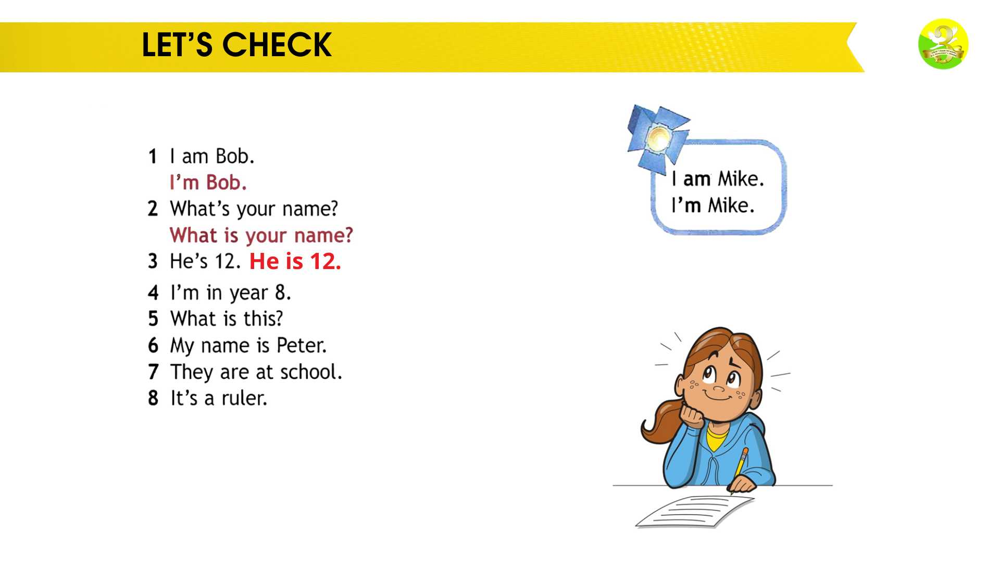 LET’S CHECK
1 I am Bob.
I’m Bob.
2 What’s your name?
What is your name?
3 He’s 12. He is 12.
4 I’m in year 8.
5 What is this?
6 My name is Peter.
7 They are at school.
8 It’s a ruler.
I am Mike.
I’m Mike.
3